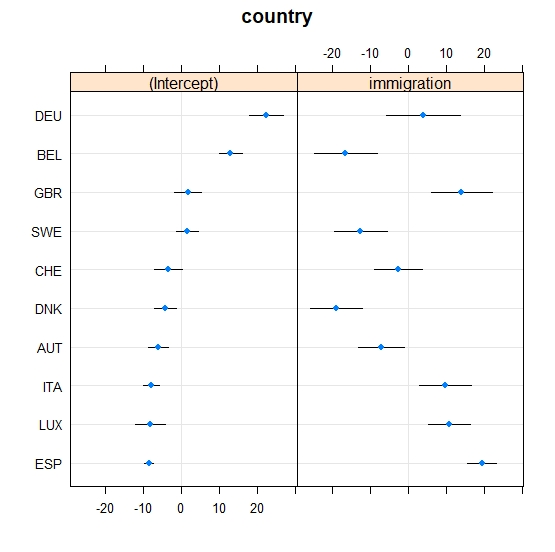 country
-20 -10 0 10 20
(Intercept) immigration
DEU
BEL
GBR
SWE
CHE
DNK
AUT
ITA
LUX
ESP
-20 -10 0 10 20